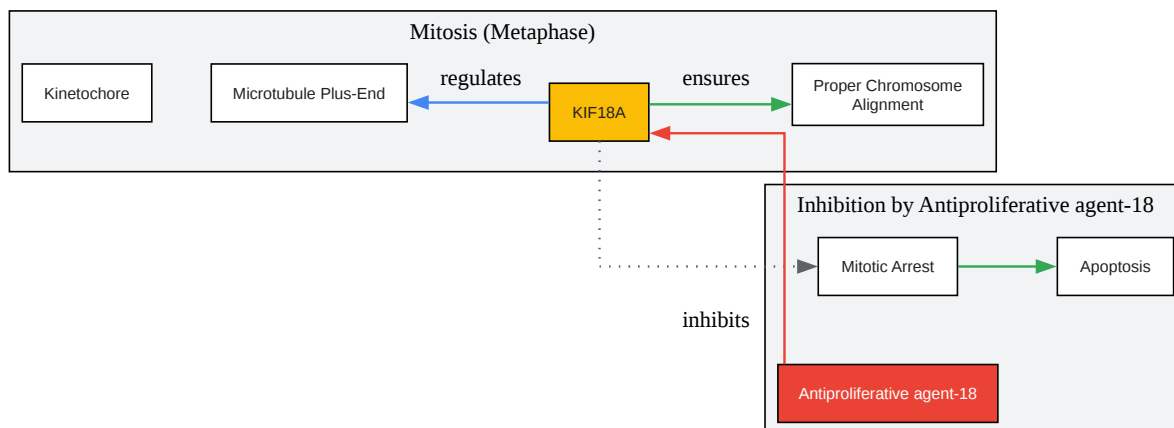 Mitosis (Metaphase)
Kinetochore
Microtubule Plus-End
regulates
KIF18A
ensures
Proper Chromosome
Alignment
Inhibition by Antiproliferative agent-18
Mitotic Arrest
Apoptosis
inhibits
Antiproliferative agent-18